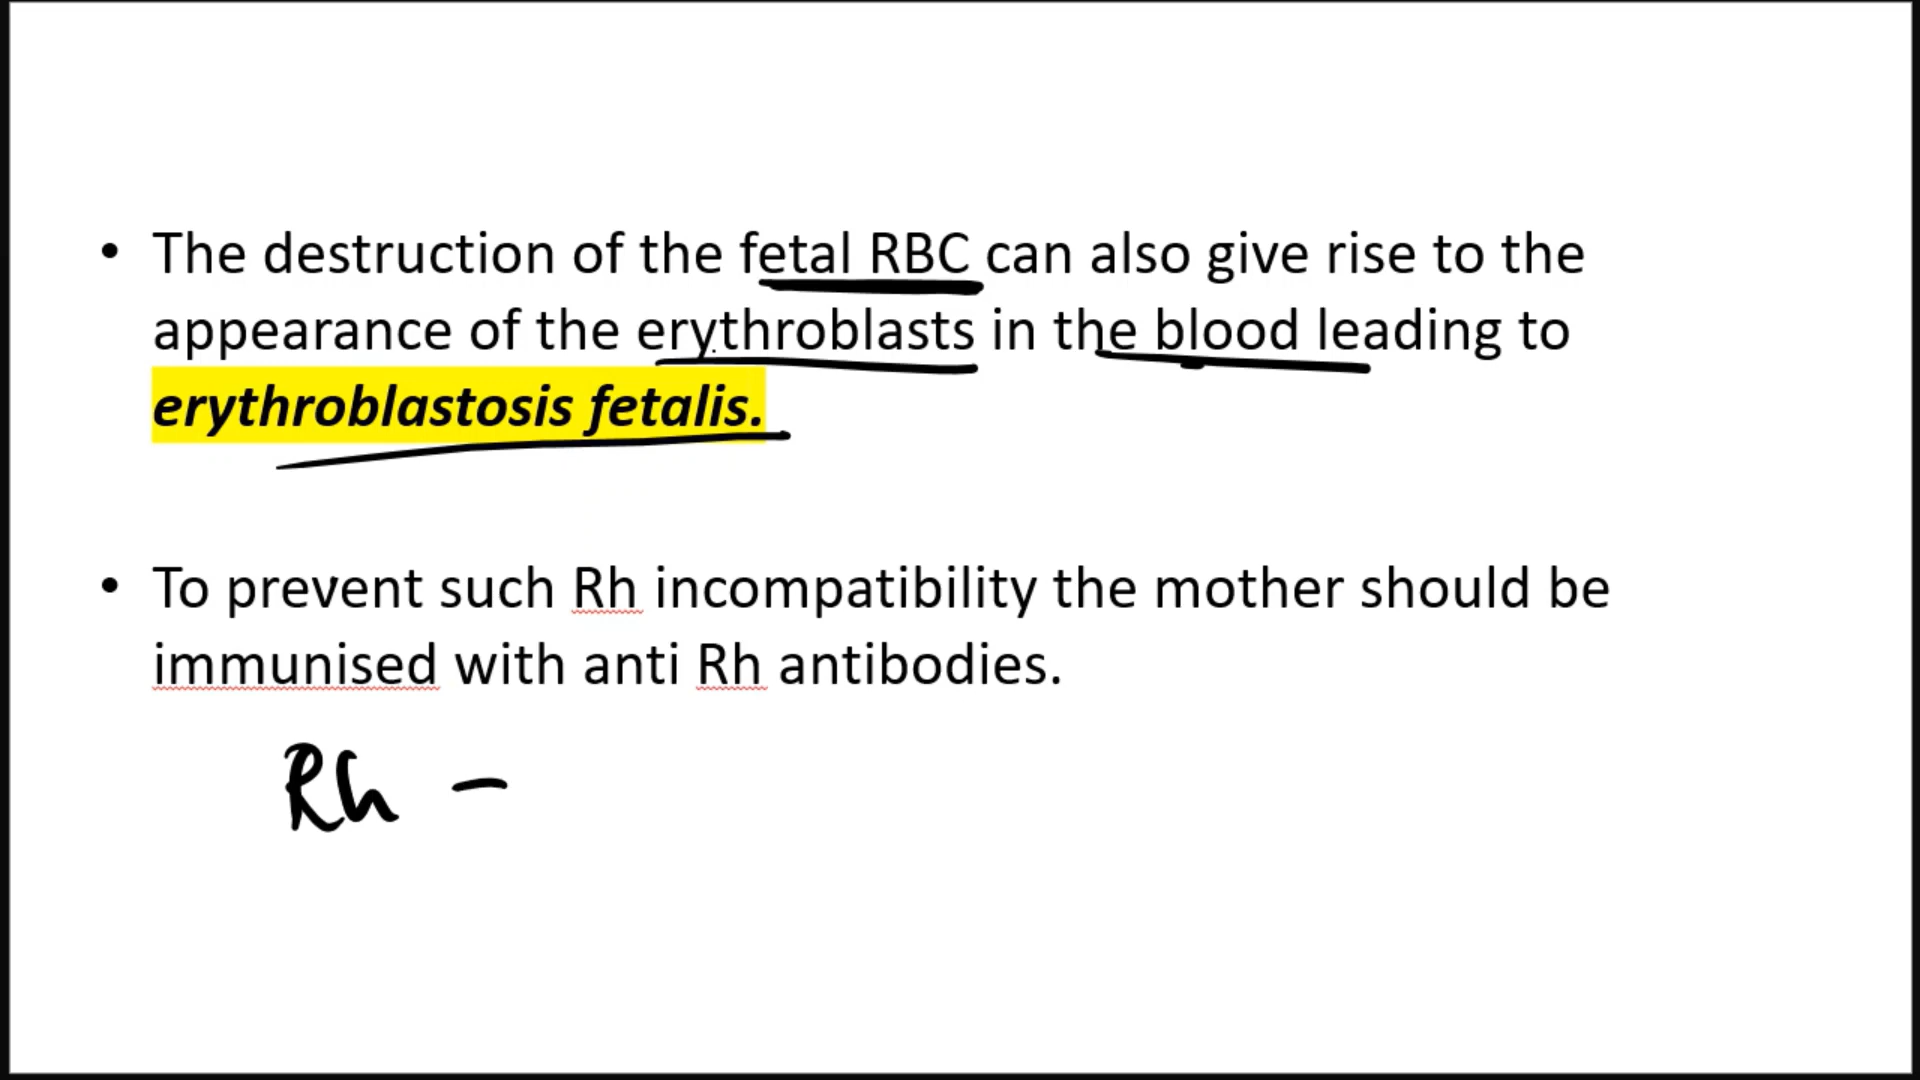 • The destruction of the fetal RBC can also give rise to the
appearance of the erythroblasts in the blood leading to
erythroblastosis fetalis.
• To prevent such Rh incompatibility the mother should be
immunised with anti Rh antibodies.
Rh -